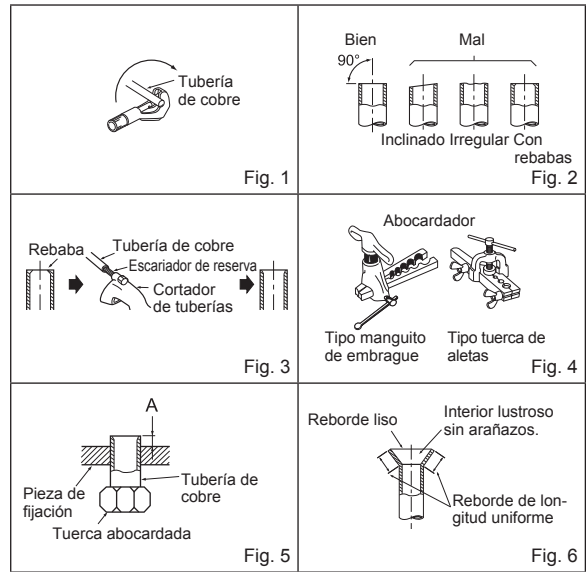 Tubería
de cobre
Fig. 1
Bien
Mal
90°
Inclinado Irregular Con
rebabas
Fig. 2
Rebaba
Tubería de cobre
Escariador de reserva
Cortador
de tuberías
Fig. 3
Abocardador
Tipo manguito
de embrague
Tipo tuerca de
aletas
Fig. 4
A
Tubería de
cobre
Pieza de
fijación
Tuerca abocardada
Fig. 5
Reborde liso
Interior lustroso
sin arañazos.
Reborde de lon-
gitud uniforme
Fig. 6